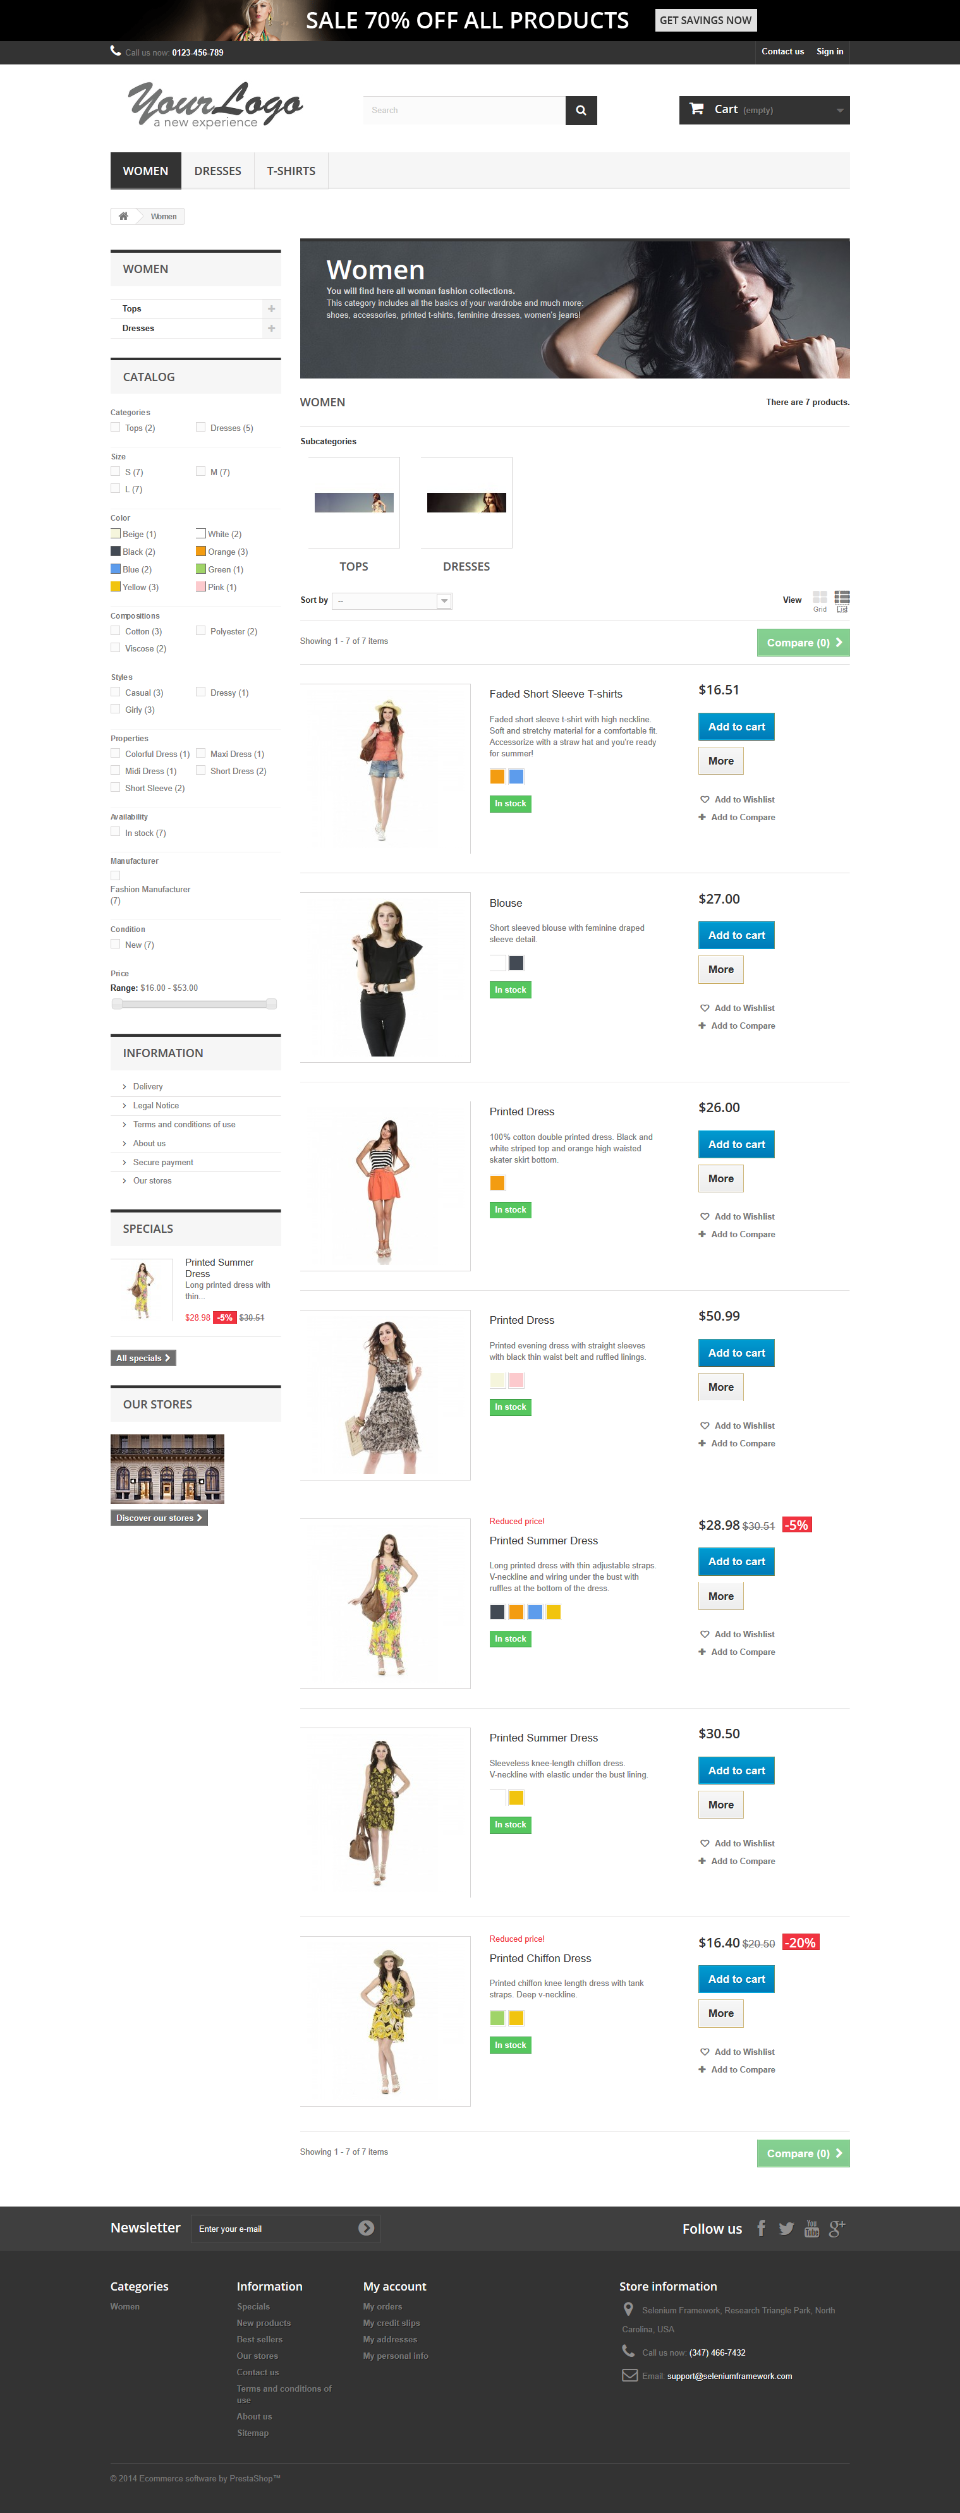 SALE 70% OFF ALL PRODUCTS
GET SAVINGS NOW
Call us now: 0123-456-789
Contact us
Sign in
YourLogo
a new experience
Search
Cart (empty)
WOMEN
DRESSES
T-SHIRTS
Women
WOMEN
Tops
Dresses
CATALOG
Categories
Tops (2)
Dresses (5)
Size
S (7)
M (7)
L (7)
Color
Beige (1)
White (2)
Black (2)
Orange (3)
Blue (2)
Green (1)
Yellow (3)
Pink (1)
Compositions
Cotton (3)
Polyester (2)
Viscose (2)
Styles
Casual (3)
Dressy (1)
Girly (3)
Properties
Colorful Dress (1)
Maxi Dress (1)
Midi Dress (1)
Short Dress (2)
Short Sleeve (2)
Availability
In stock (7)
Manufacturer
Fashion Manufacturer
(7)
Condition
New (7)
Price
Range: $16.00 - $53.00
INFORMATION
Delivery
Legal Notice
Terms and conditions of use
About us
Secure payment
Our stores
SPECIALS
Printed Summer
Dress
Long printed dress with
thin...
$28.98 -5% $30.51
All specials
OUR STORES
Discover our stores
Women
You will find here all woman fashion collections.
This category includes all the basics of your wardrobe and much more:
shoes, accessories, printed t-shirts, feminine dresses, women's jeans!
WOMEN
There are 7 products.
Subcategories
TOPS
DRESSES
Sort by
--
View
Grid
List
Showing 1 - 7 of 7 items
Compare (0)
Faded Short Sleeve T-shirts
Faded short sleeve t-shirt with high neckline.
Soft and stretchy material for a comfortable fit.
Accessorize with a straw hat and you're ready
for summer!
In stock
$16.51
Add to cart
More
Add to Wishlist
Add to Compare
Blouse
Short sleeved blouse with feminine draped
sleeve detail.
In stock
$27.00
Add to cart
More
Add to Wishlist
Add to Compare
Printed Dress
100% cotton double printed dress. Black and
white striped top and orange high waisted
skater skirt bottom.
In stock
$26.00
Add to cart
More
Add to Wishlist
Add to Compare
Printed Dress
Printed evening dress with straight sleeves
with black thin waist belt and ruffled linings.
In stock
$50.99
Add to cart
More
Add to Wishlist
Add to Compare
Reduced price!
Printed Summer Dress
Long printed dress with thin adjustable straps.
V-neckline and wiring under the bust with
ruffles at the bottom of the dress.
In stock
$28.98 $30.51 -5%
Add to cart
More
Add to Wishlist
Add to Compare
Printed Summer Dress
Sleeveless knee-length chiffon dress.
V-neckline with elastic under the bust lining.
In stock
$30.50
Add to cart
More
Add to Wishlist
Add to Compare
Reduced price!
Printed Chiffon Dress
Printed chiffon knee length dress with tank
straps. Deep v-neckline.
In stock
$16.40 $20.50 -20%
Add to cart
More
Add to Wishlist
Add to Compare
Showing 1 - 7 of 7 items
Compare (0)
Newsletter
Enter your e-mail
Follow us
Categories
Women
Information
Specials
New products
Best sellers
Our stores
Contact us
Terms and conditions of
use
About us
Sitemap
My account
My orders
My credit slips
My addresses
My personal info
Store information
Selenium Framework, Research Triangle Park, North
Carolina, USA
Call us now: (347) 466-7432
Email: support@seleniumframework.com
© 2014 Ecommerce software by PrestaShop™